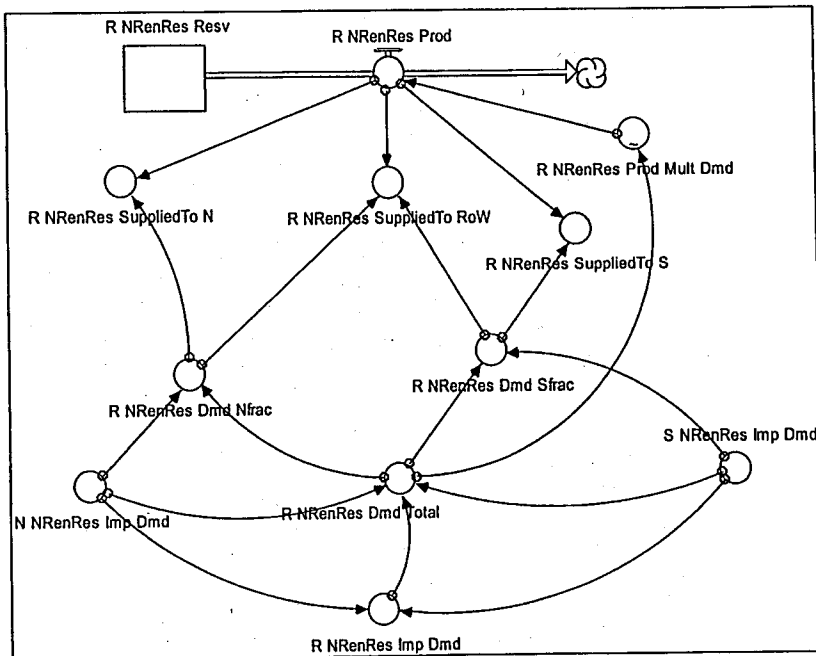 R NRenRes Resv
R NRenRes Prod
R NRenRes Prod Mult Dmd
R NRenRes SuppliedTo N
R NRenRes SuppliedTo RoW
R NRenRes SuppliedTo S
R NRenRes Dmd Nfrac
R NRenRes Dmd Sfrac
S NRenRes Imp Dmd
N NRenRes Imp Dmd
R NRenRes Dmd Total
R NRenRes Imp Dmd